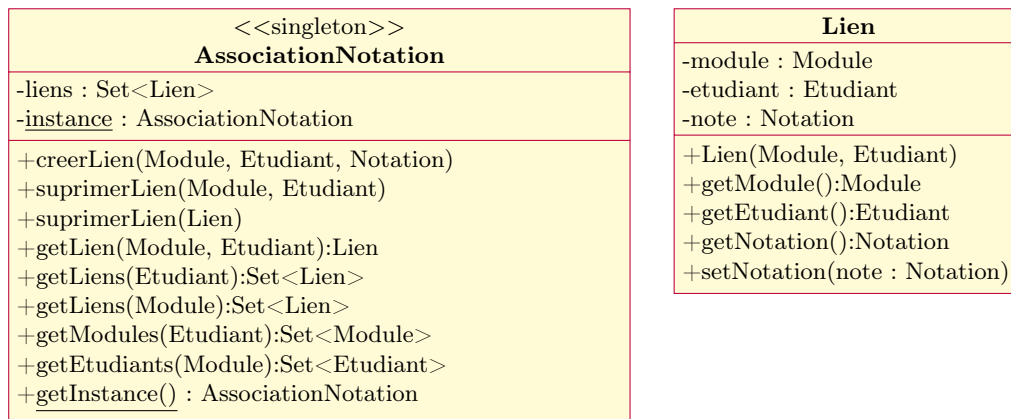 <<singleton>>
AssociationNotation
-liens : Set<Lien>
-instance : AssociationNotation
+creerLien(Module, Etudiant, Notation)
+suprimerLien(Module, Etudiant)
+suprimerLien(Lien)
+getLien(Module, Etudiant):Lien
+getLiens(Etudiant):Set<Lien>
+getLiens(Module):Set<Lien>
+getModules(Etudiant):Set<Module>
+getEtudiants(Module):Set<Etudiant>
+getInstance() : AssociationNotation
Lien
-module : Module
-etudiant : Etudiant
-note : Notation
+Lien(Module, Etudiant)
+getModule():Module
+getEtudiant():Etudiant
+getNotation():Notation
+setNotation(note : Notation)